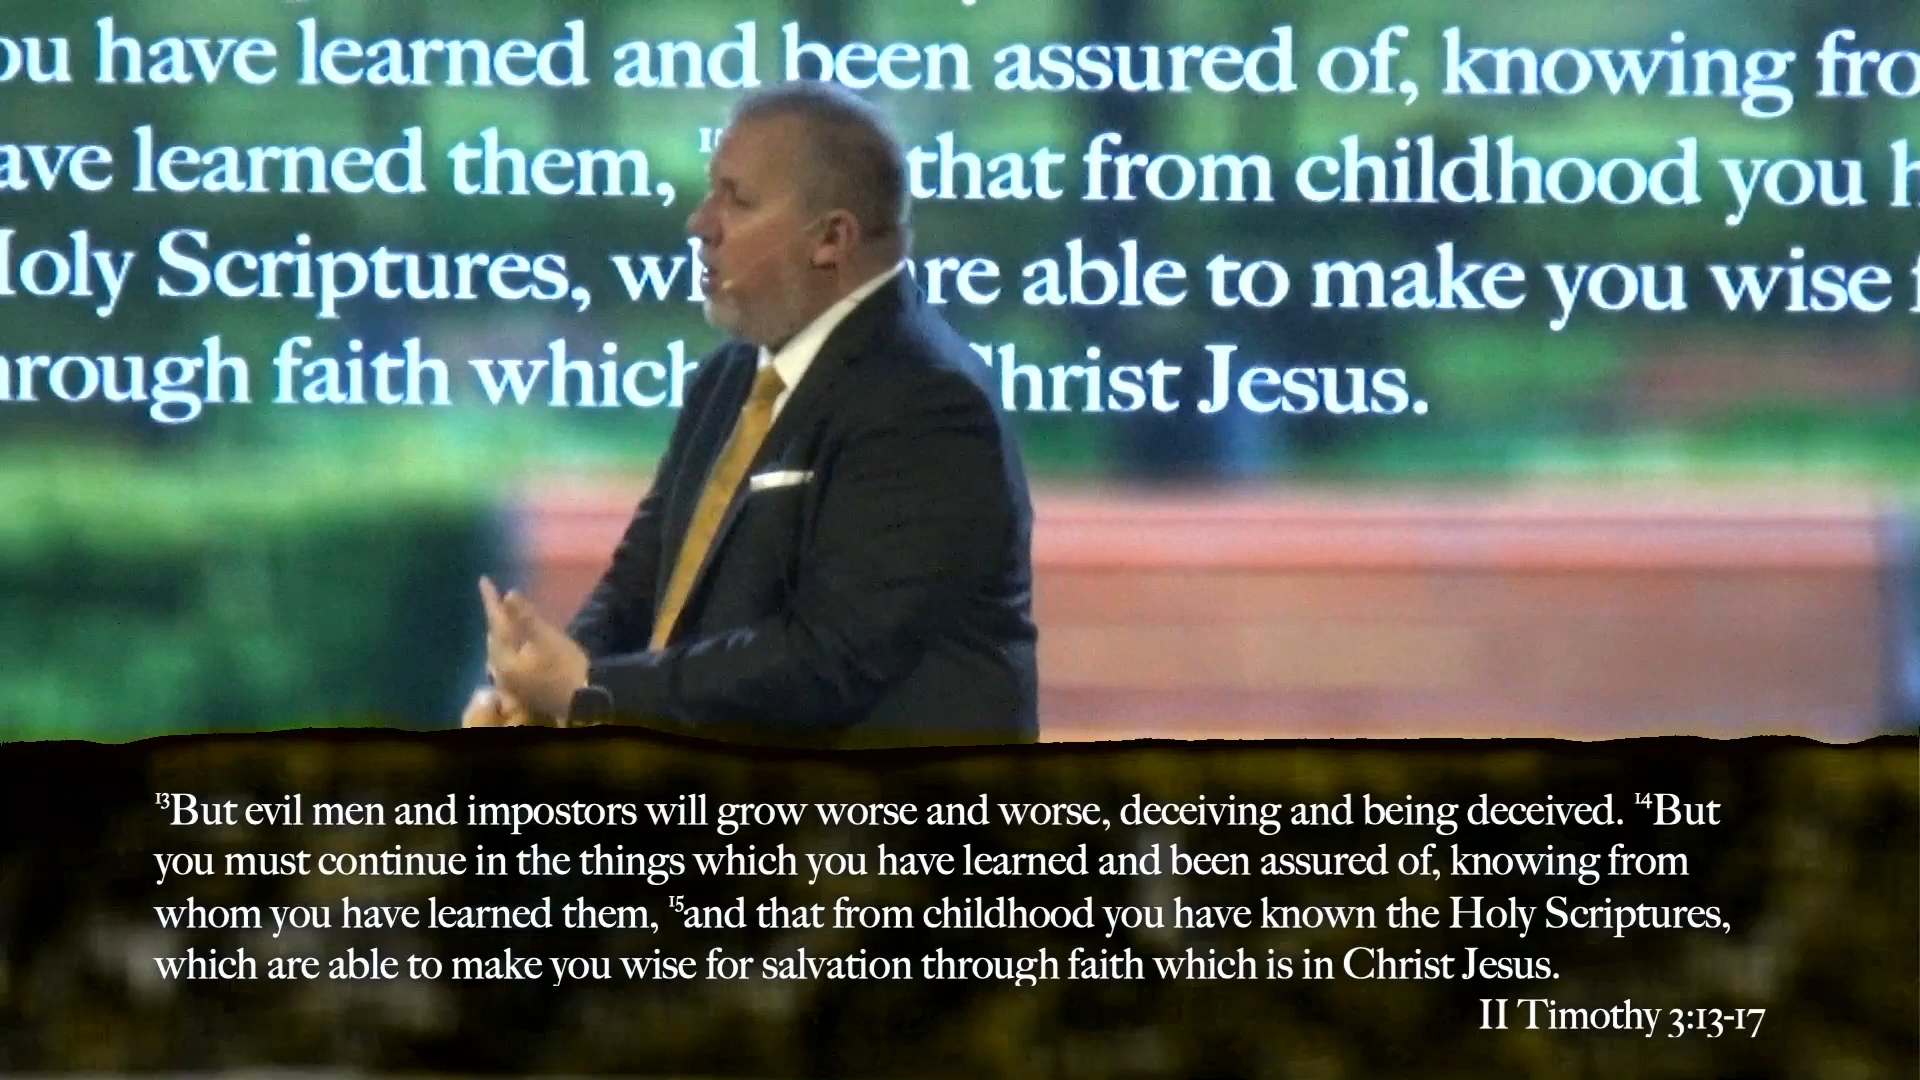 ou have learned and been assured of, knowing fro
ave learned them, that from childhood you h
Holy Scriptures, wh are able to make you wise f
hrough faith which Christ Jesus.
¹³But evil men and impostors will grow worse and worse, deceiving and being deceived. ¹⁴But
you must continue in the things which you have learned and been assured of, knowing from
whom you have learned them, ¹⁵and that from childhood you have known the Holy Scriptures,
which are able to make you wise for salvation through faith which is in Christ Jesus.
II Timothy 3:13-17